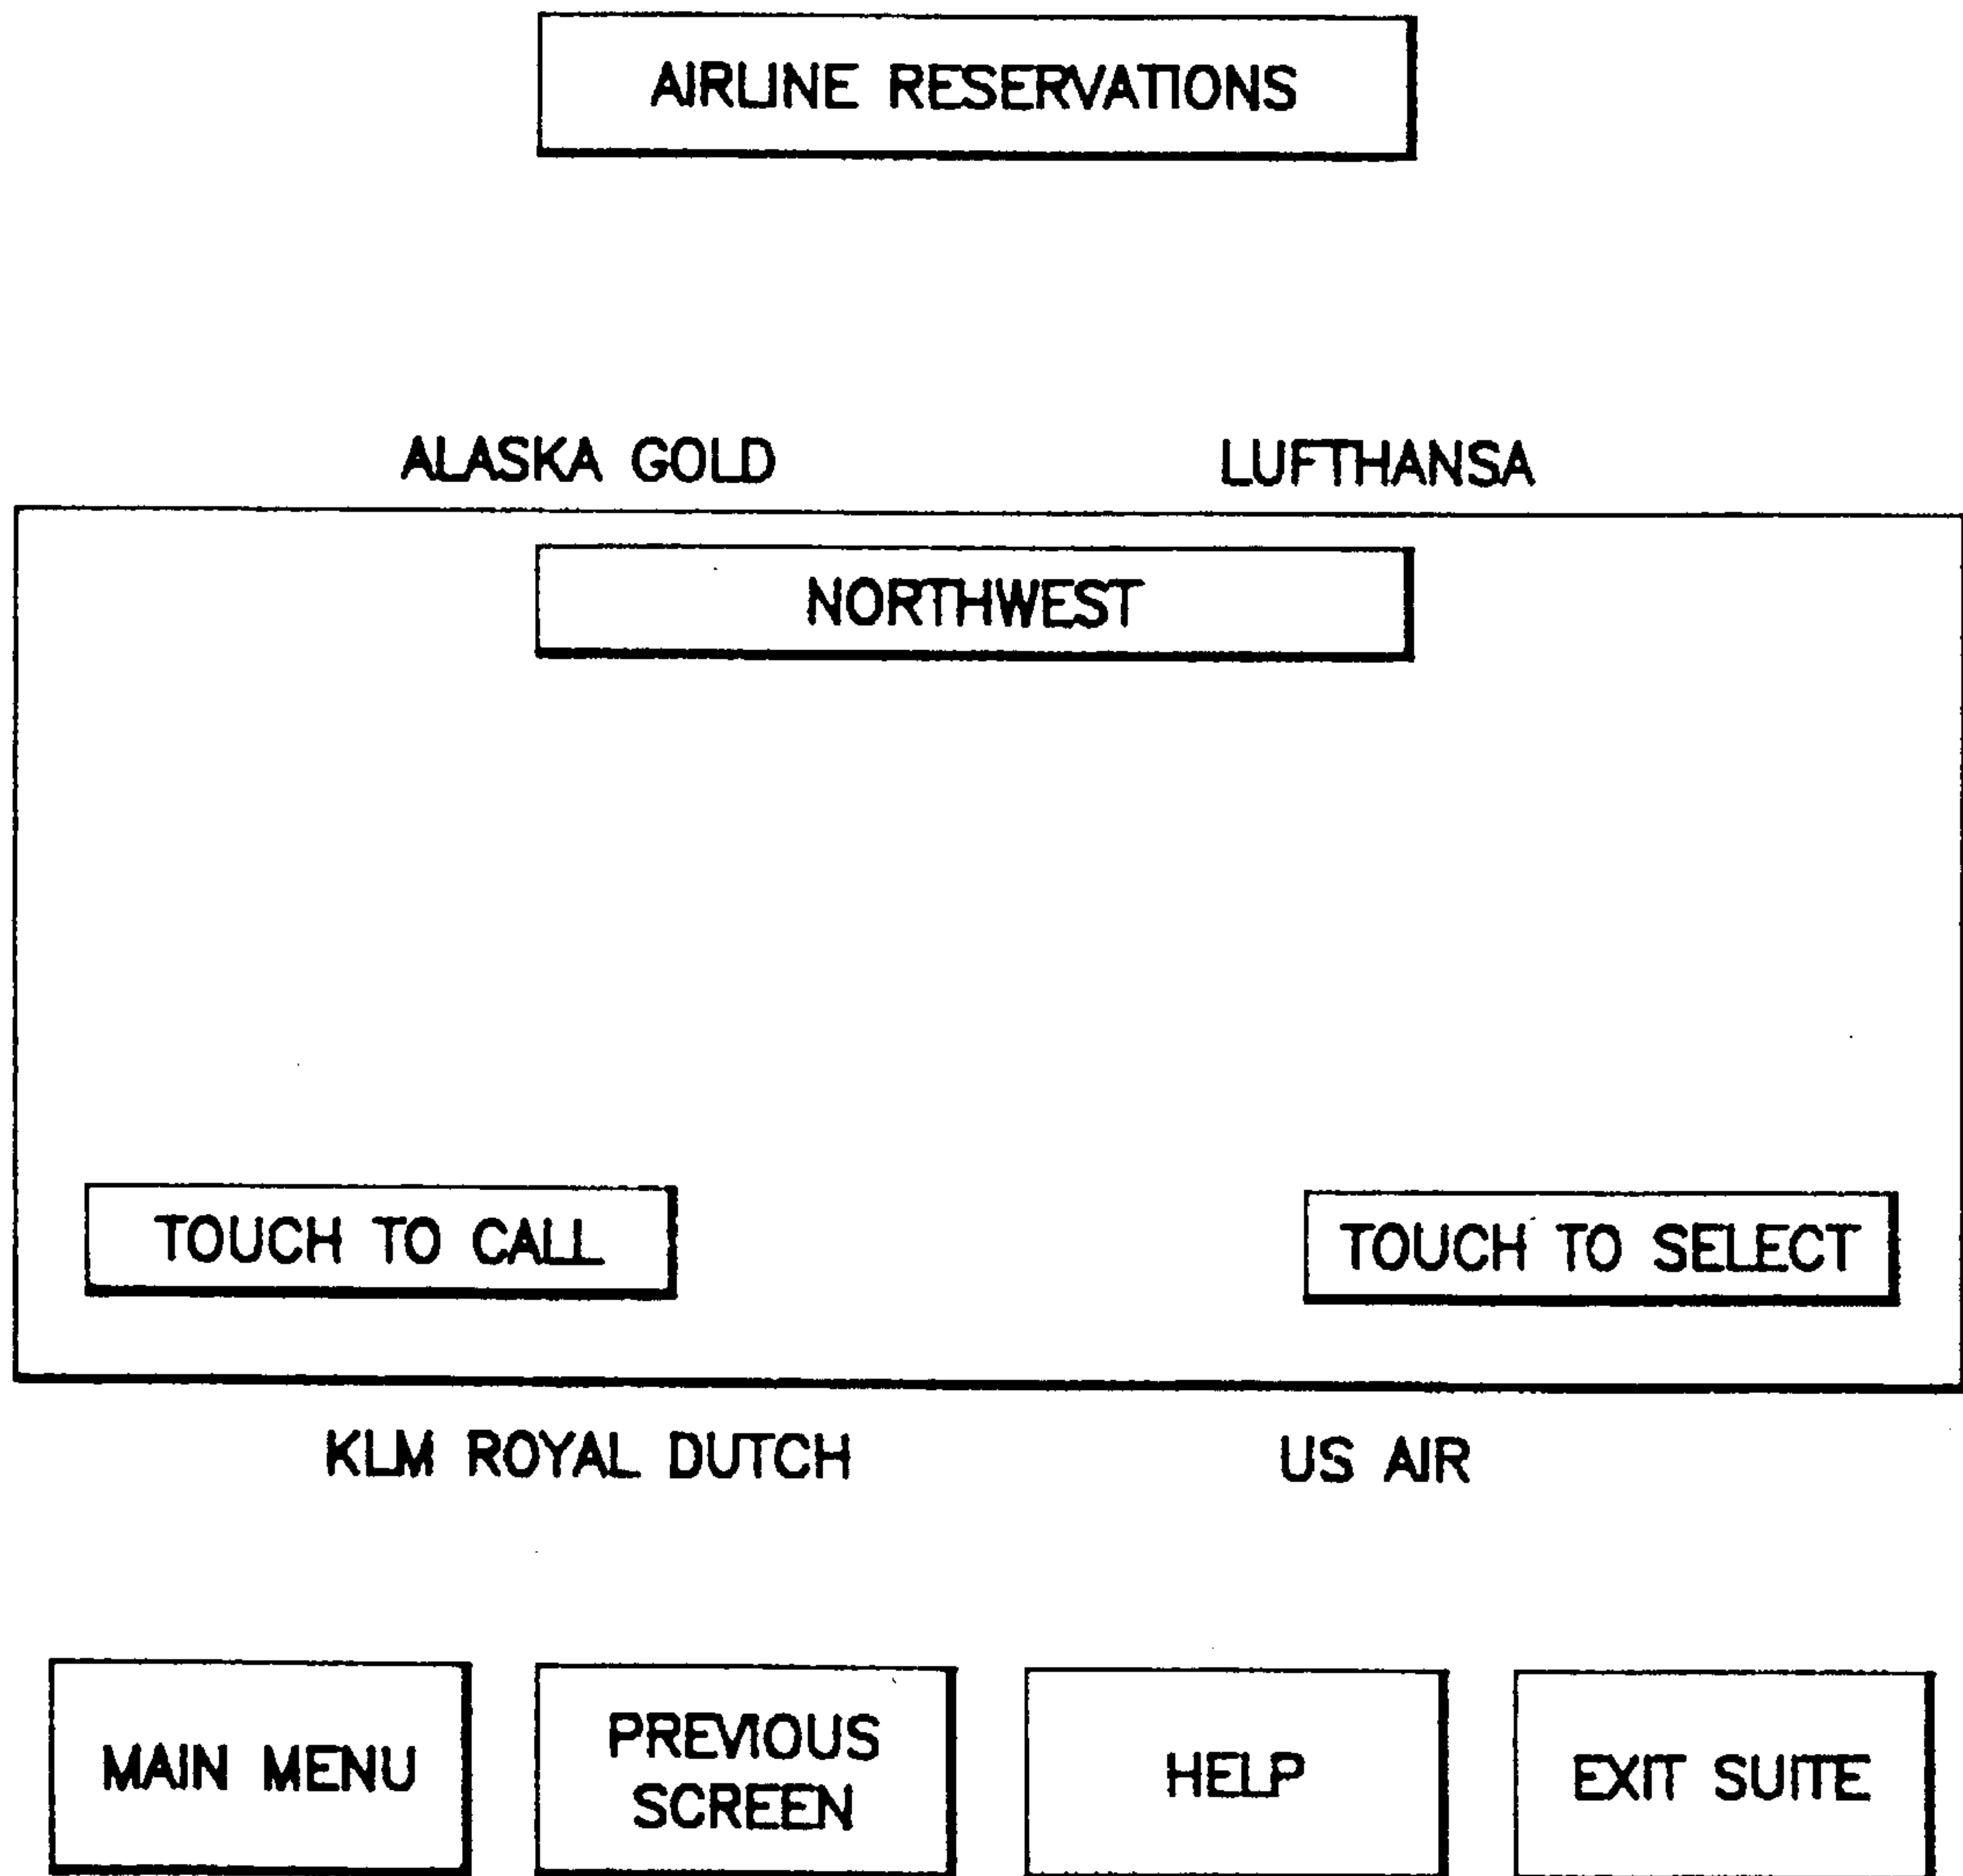 AIRLINE RESERVATIONS
ALASKA GOLD
LUFTHANSA
NORTHWEST
TOUCH TO CALL
TOUCH TO SELECT
KLM ROYAL DUTCH
US AIR
MAIN MENU
PREVIOUS
SCREEN
HELP
EXIT SUITE